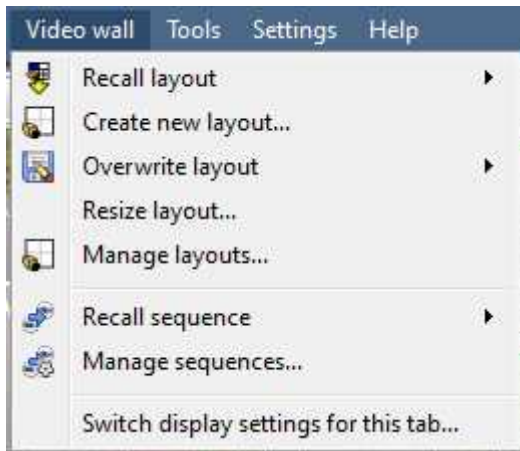 Video wall Tools Settings Help
Recall layout
Create new layout...
Overwrite layout
Resize layout...
Manage layouts...
Recall sequence
Manage sequences...
Switch display settings for this tab...